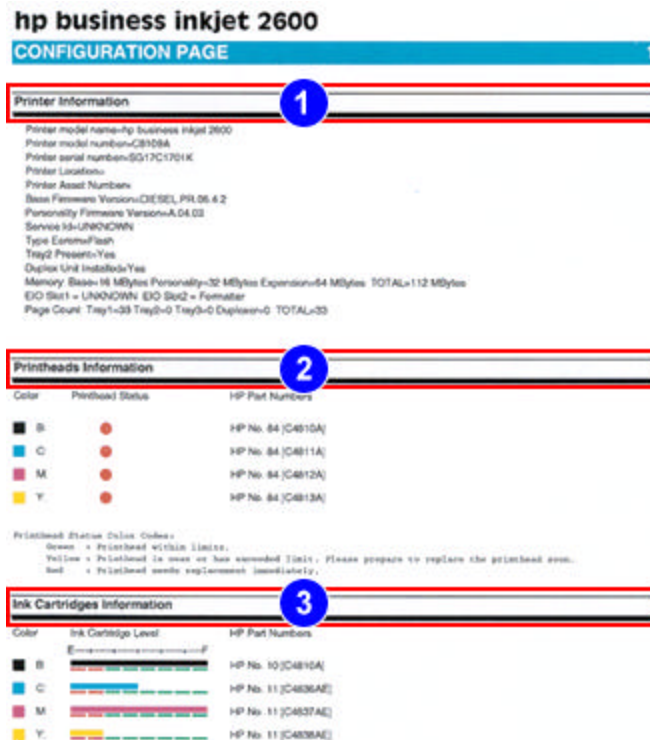 hp business inkjet 2600
CONFIGURATION PAGE
1
Printer Information
Printer model name=hp business inkjet 2600
Printer model number=C8109A
Printer serial number=SG17C1701K
Printer Location=
Printer Asset Number=
Base Firmware Version=DIESEL.PR.06.4.2
Personality Firmware Version=A.04.03
Service Id=UNKNOWN
Type Eprom=Flash
Tray2 Present=Yes
Duplex Unit Installed=Yes
Memory: Base=16 MBytes Personality=32 MBytes Expansion=64 MBytes TOTAL=112 MBytes
EIO Slot1 = UNKNOWN EIO Slot2 = Formatter
Page Count: Tray1=33 Tray2=0 Tray3=0 Duplexer=0 TOTAL=33
2
Printheads Information
Color Printhead Status HP Part Numbers
B HP No. 84 [C4810A]
C HP No. 84 [C4811A]
M HP No. 84 [C4812A]
Y HP No. 84 [C4813A]
Printhead Status Color Codes:
Green = Printhead within limits.
Yellow = Printhead is near or has exceeded limit. Please prepare to replace the printhead soon.
Red = Printhead needs replacement immediately.
3
Ink Cartridges Information
Color Ink Cartridge Level HP Part Numbers
E F
B HP No. 10 [C4810A]
C HP No. 11 [C4836AE]
M HP No. 11 [C4837AE]
Y HP No. 11 [C4838AE]